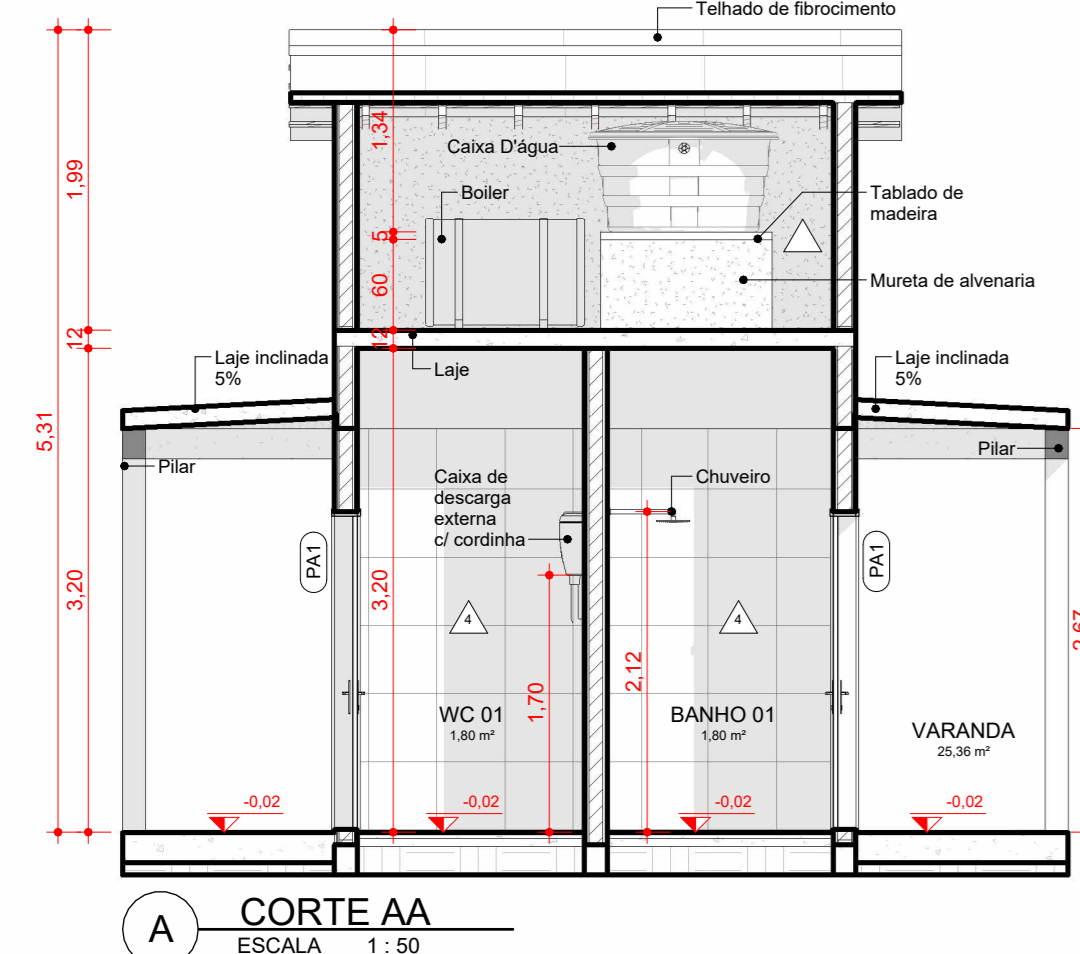 Telhado de fibrocimento
1,34
Caixa D'água
1,99
Boiler
Tablado de
madeira
5
60
Mureta de alvenaria
12
12
Laje inclinada
5%
Laje
Laje inclinada
5%
5,31
Pilar
Pilar
Caixa de
descarga
externa
c/ cordinha
Chuveiro
PA1
PA1
3,20
3,20
4
4
2,12
1,70
WC 01
1,80 m²
BANHO 01
1,80 m²
VARANDA
25,36 m²
-0,02
-0,02
-0,02
-0,02
A
CORTE AA
ESCALA 1 : 50